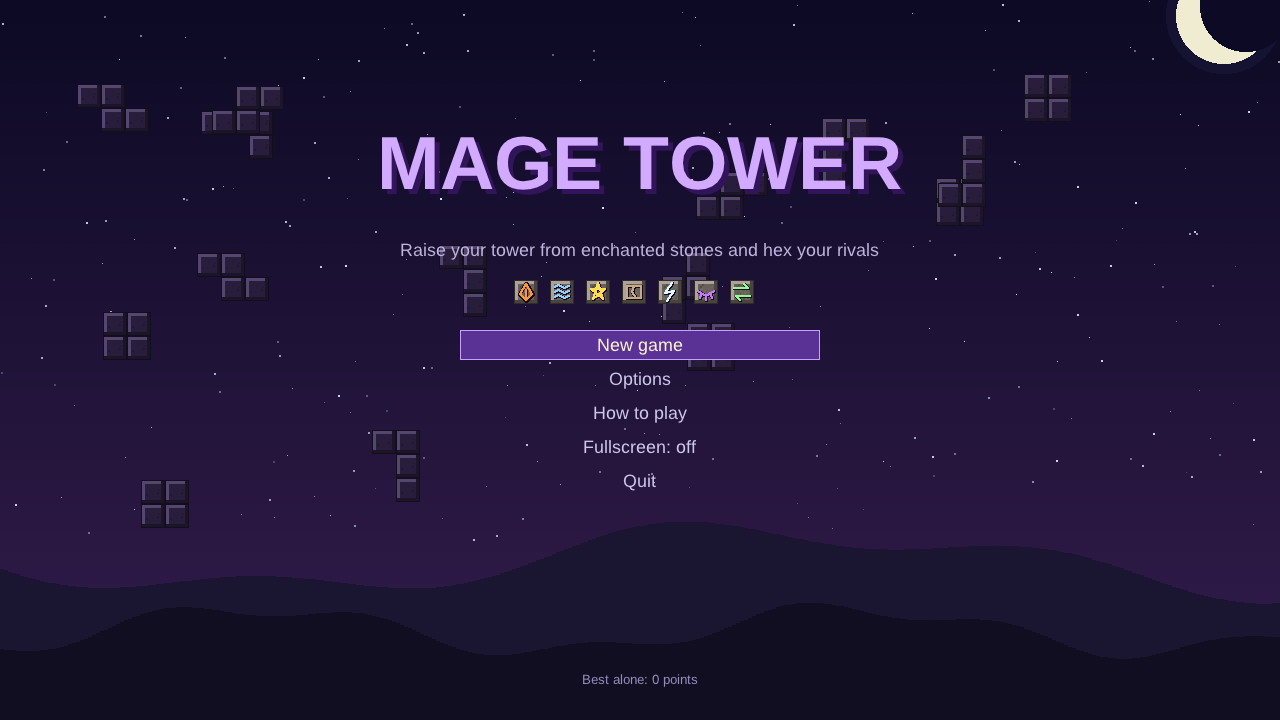 MAGE TOWER
Raise your tower from enchanted stones and hex your rivals
New game
Options
How to play
Fullscreen: off
Quit
Best alone: 0 points